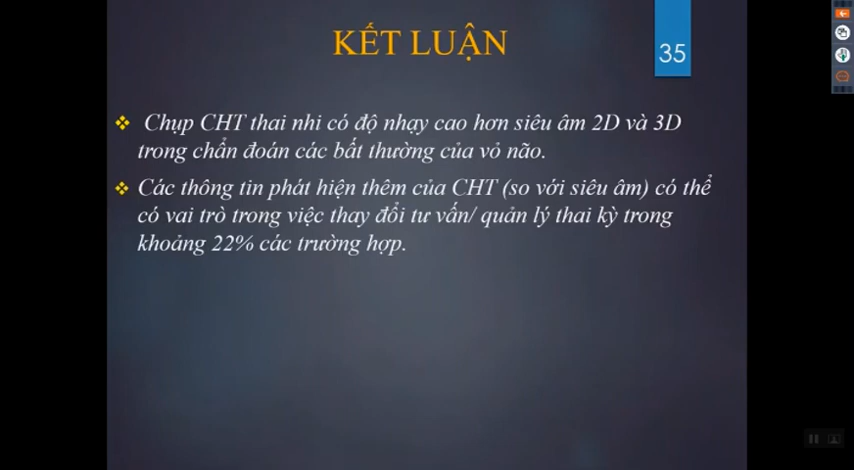 KẾT LUẬN
35
Chụp CHT thai nhi có độ nhạy cao hơn siêu âm 2D và 3D
trong chẩn đoán các bất thường của vỏ não.
Các thông tin phát hiện thêm của CHT (so với siêu âm) có thể
có vai trò trong việc thay đổi tư vấn/ quản lý thai kỳ trong
khoảng 22% các trường hợp.